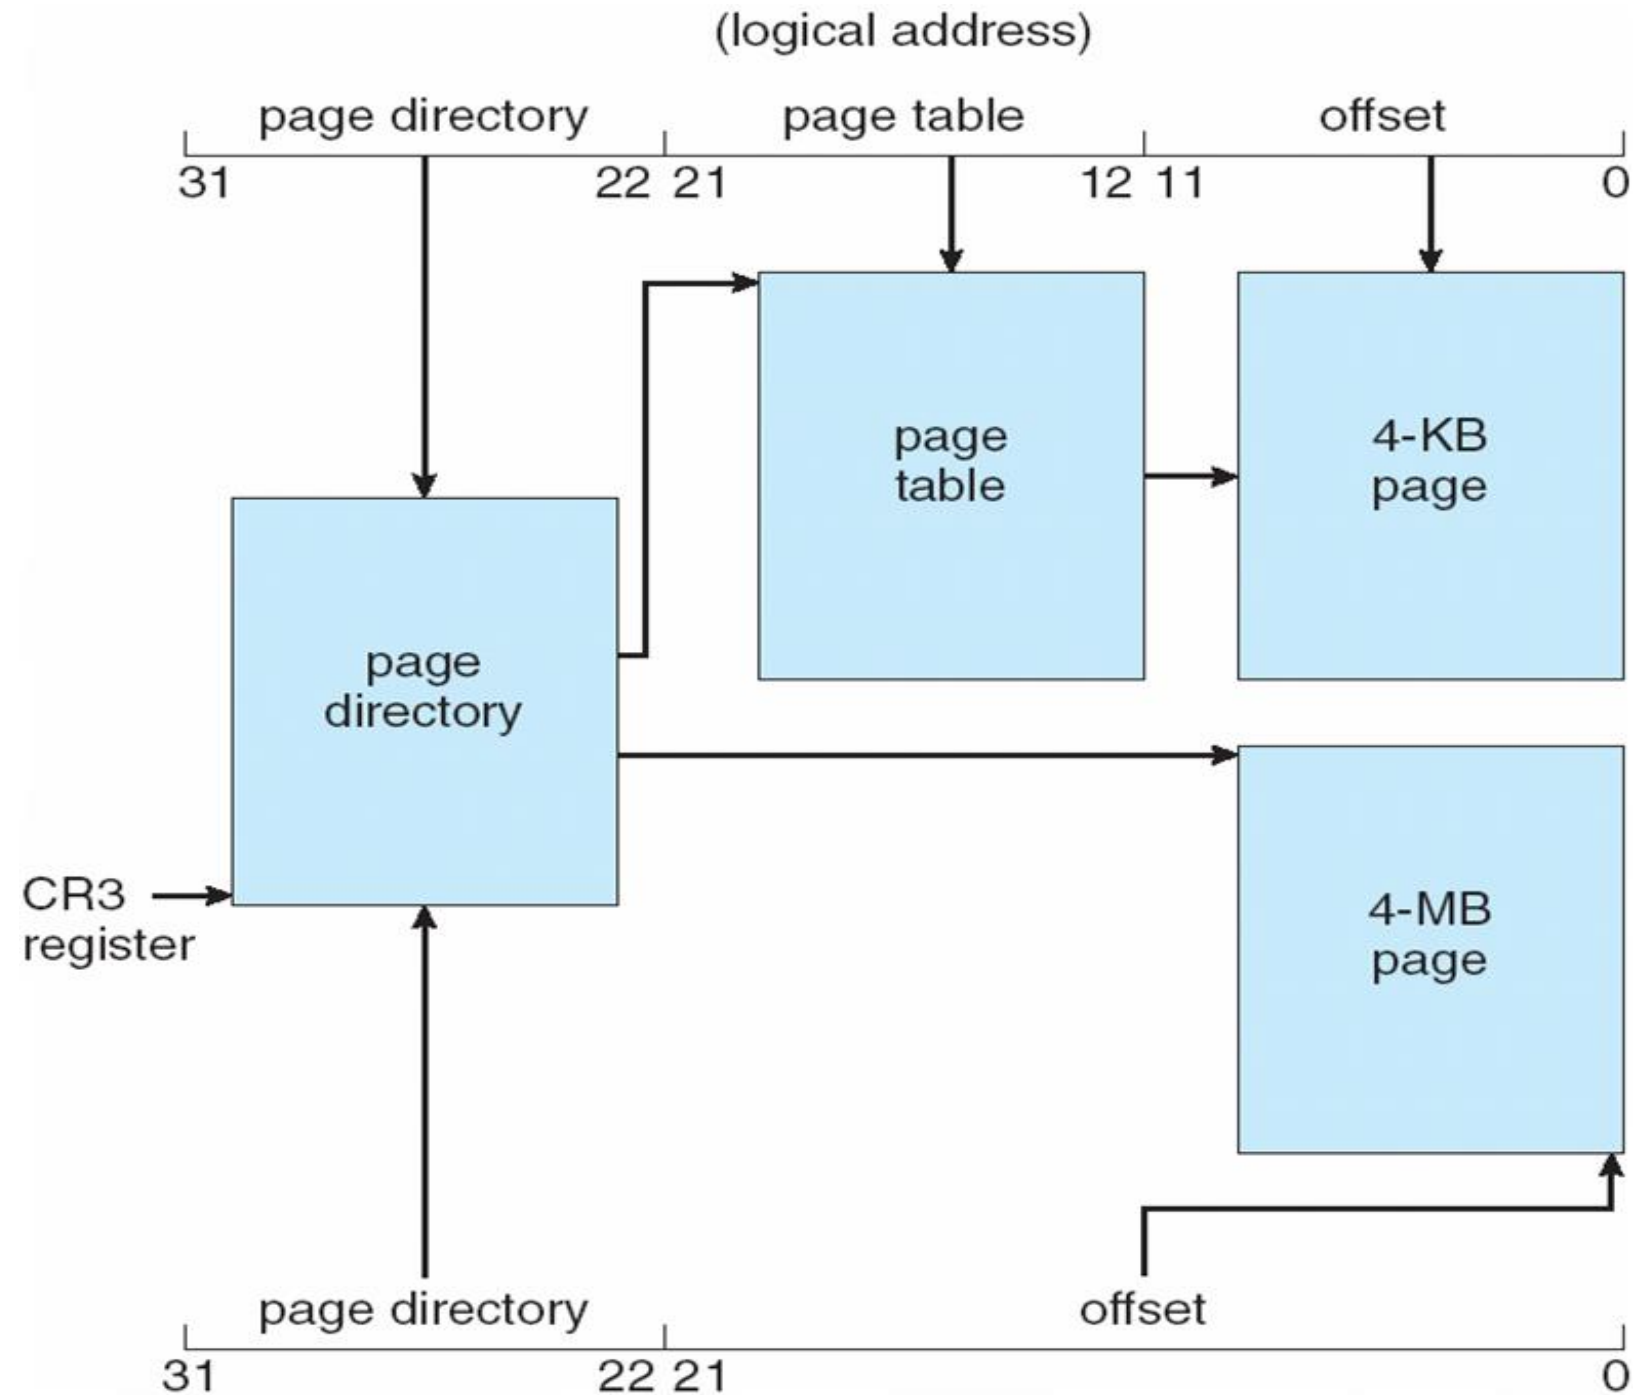 (logical address)
page directory page table offset
31 22 21 12 11 0
page
table
4-KB
page
page
directory
CR3
register
4-MB
page
page directory offset
31 22 21 0